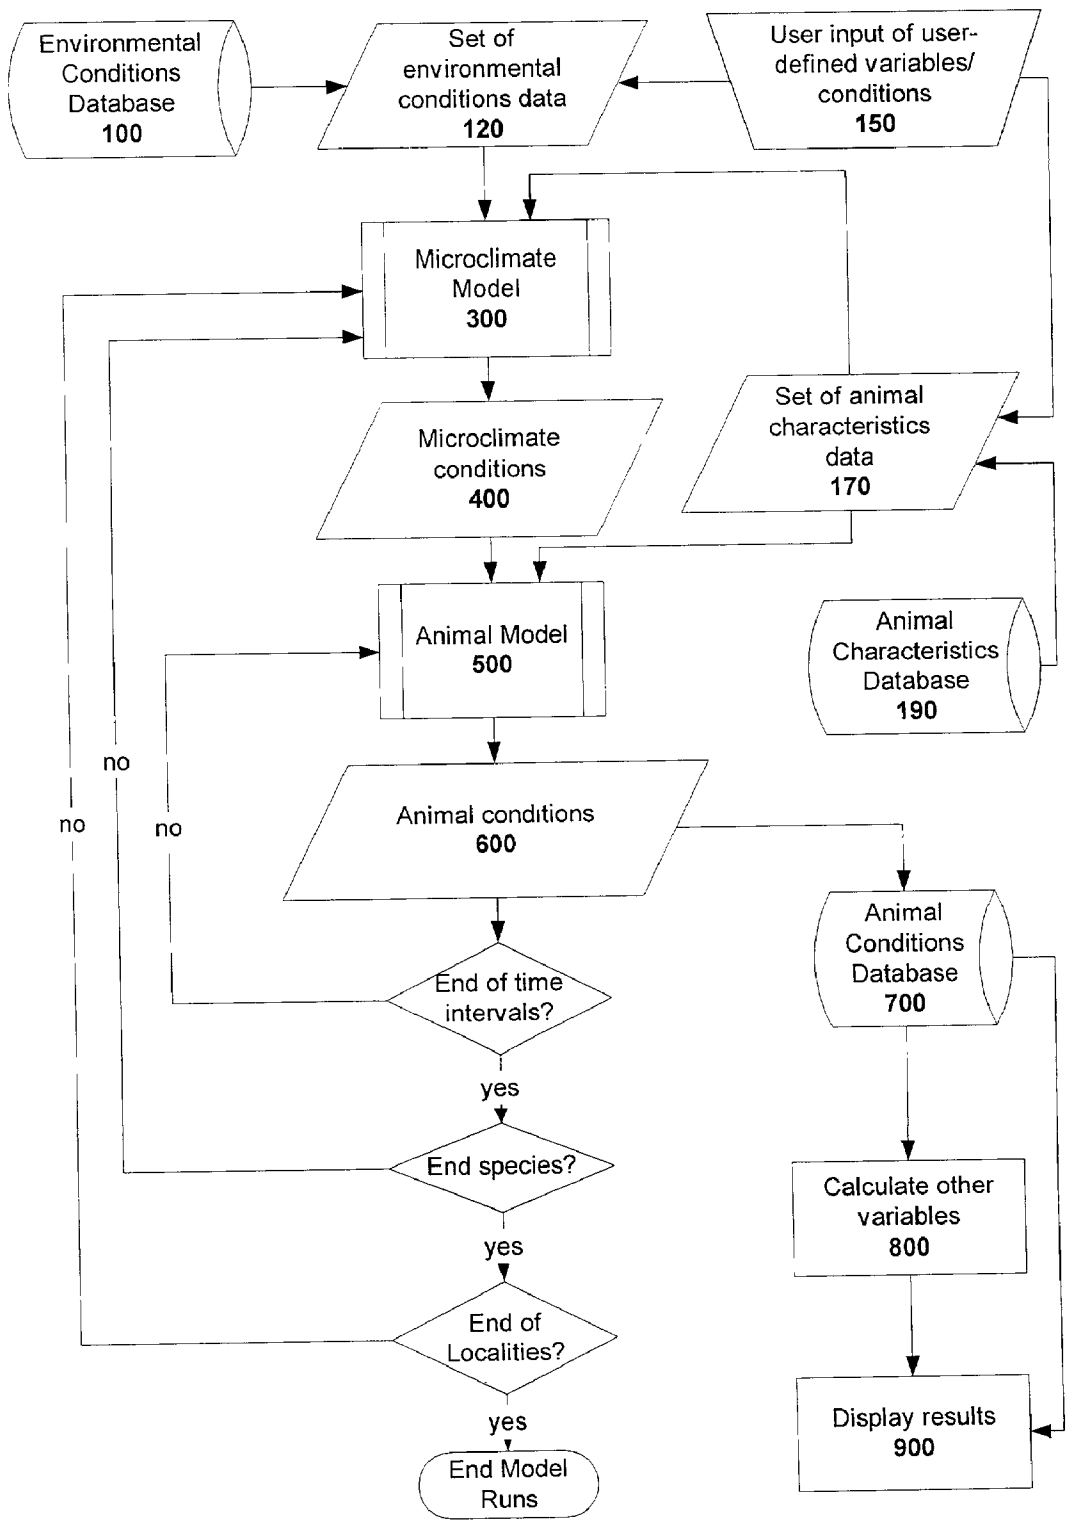 Environmental
Conditions
Database
100
Set of
environmental
conditions data
120
User input of user-
defined variables/
conditions
150
Microclimate
Model
300
Microclimate
conditions
400
Set of animal
characteristics
data
170
Animal Model
500
Animal
Characteristics
Database
190
no
no
no
Animal conditions
600
Animal
Conditions
Database
700
End of time
intervals?
yes
End species?
yes
Calculate other
variables
800
End of
Localities?
yes
Display results
900
End Model
Runs